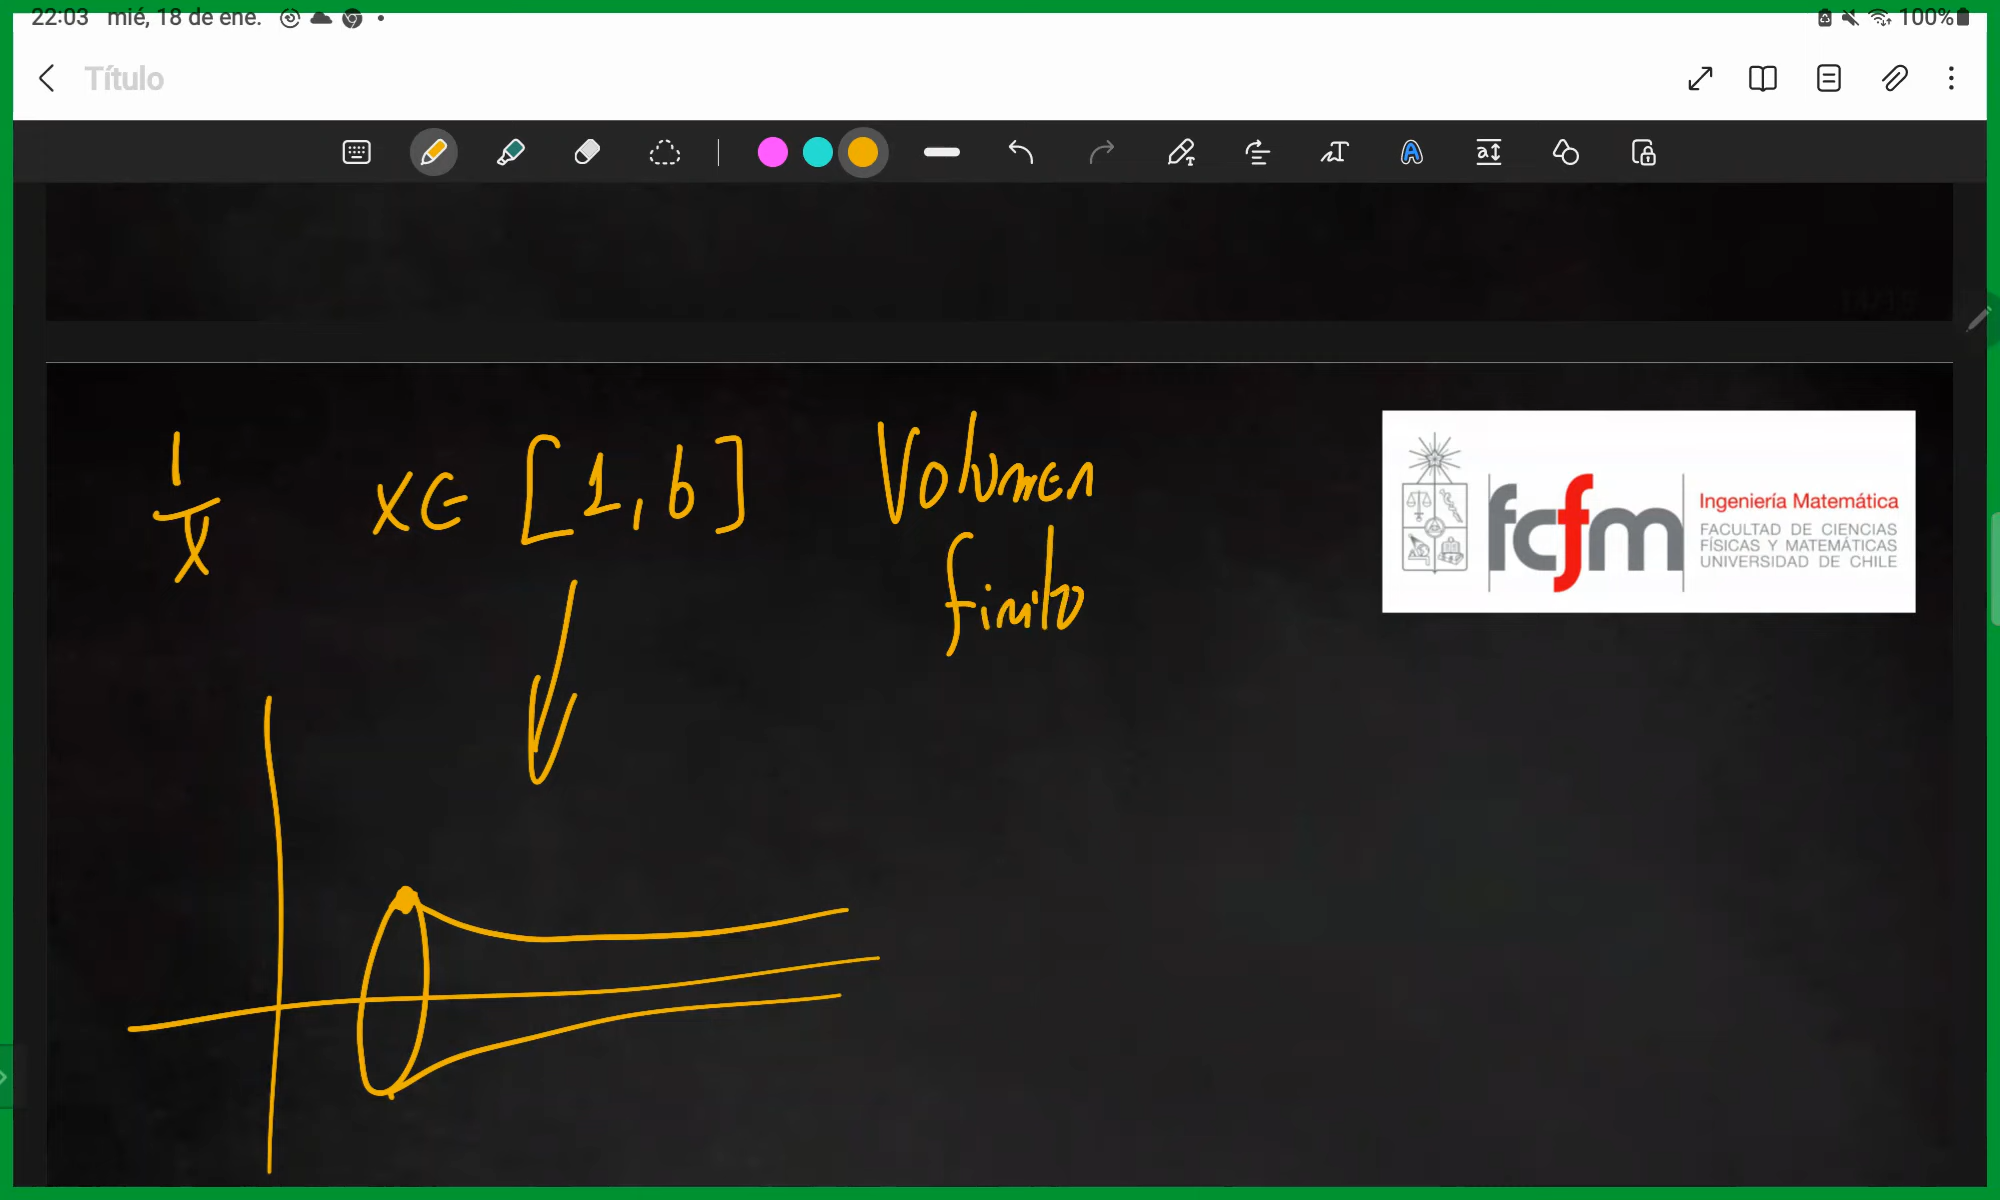 22:03 mié, 18 de ene. 100%
Título
1/x x∈ [1, b] Volumen
finito
fcfm
Ingeniería Matemática
FACULTAD DE CIENCIAS
FÍSICAS Y MATEMÁTICAS
UNIVERSIDAD DE CHILE